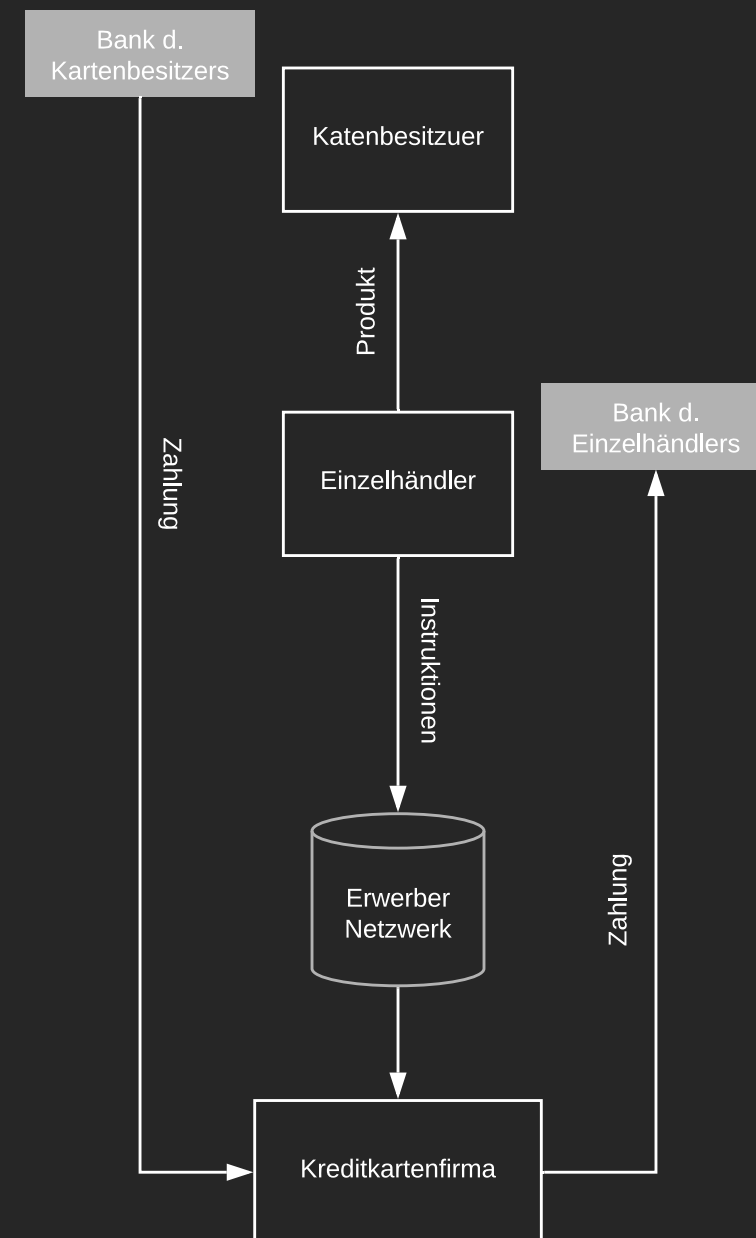 Bank d.
Kartenbesitzers
Katenbesitzuer
Produkt
Bank d.
Einzelhändlers
Zahlung
Einzelhändler
Instruktionen
Erwerber
Netzwerk
Zahlung
Kreditkartenfirma